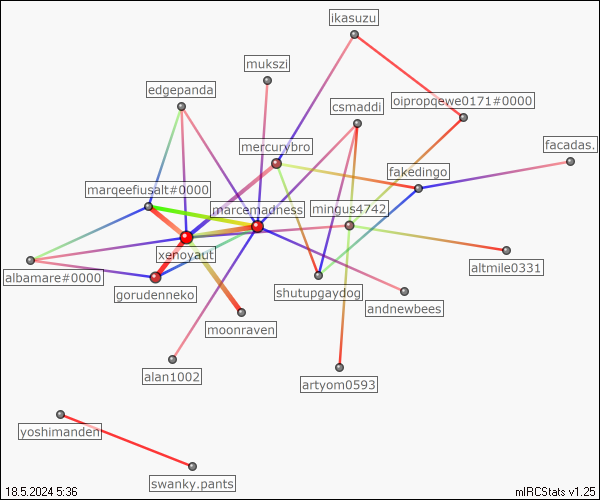 ikasuzu
mukszi
edgepanda
csmaddi
oipropqewe0171#0000
mercurybro
facadas.
fakedingo
marqeefiusalt#0000
marcemadness
mingus4742
xenoyaut
altmile0331
albamare#0000
gorudenneko
shutupgaydog
andnewbees
moonraven
alan1002
artyom0593
yoshimanden
swanky.pants
18.5.2024 5:36
mIRCStats v1.25